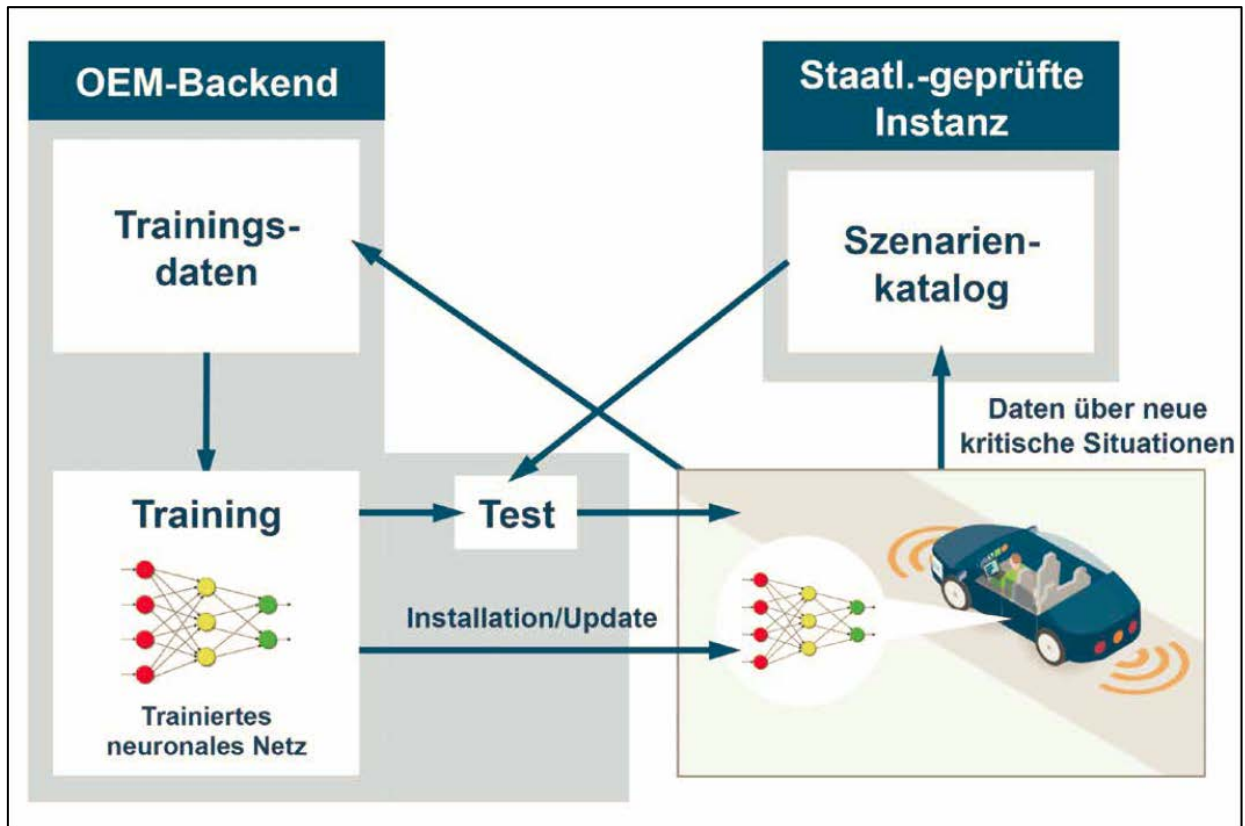 OEM-Backend
Trainings-
daten
Training
Trainiertes
neuronales Netz
Test
Installation/Update
Staatl.-geprüfte
Instanz
Szenarien-
katalog
Daten über neue
kritische Situationen